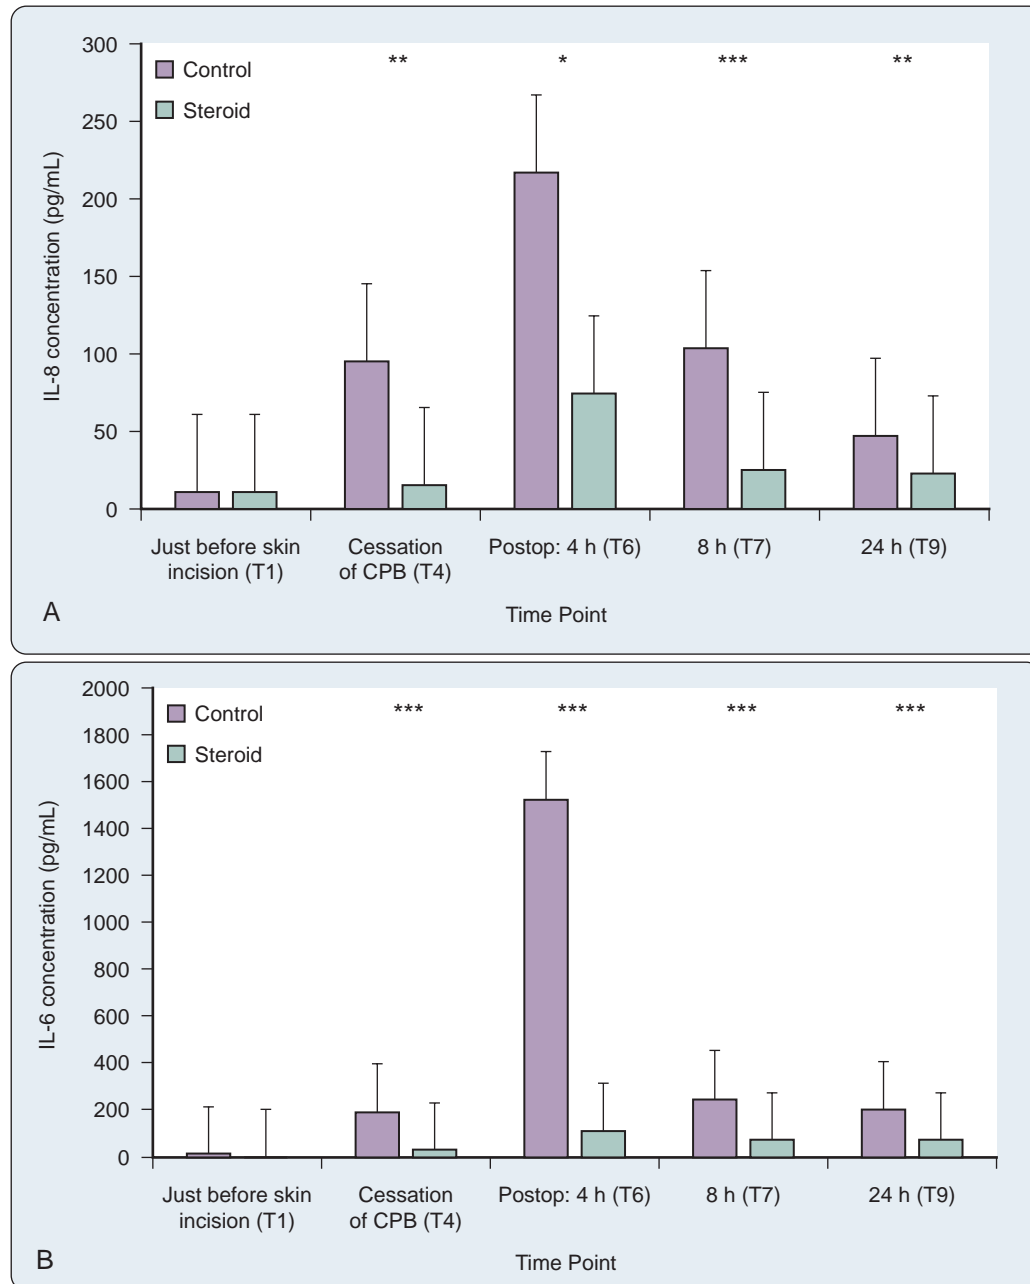 300
250
200
150
100
50
0
IL-8 concentration (pg/mL)
Control
Steroid
**
*
***
**
Just before skin
incision (T1)
Cessation
of CPB (T4)
Postop: 4 h (T6)
8 h (T7)
24 h (T9)
A
Time Point
2000
1800
1600
1400
1200
1000
800
600
400
200
0
IL-6 concentration (pg/mL)
Control
Steroid
***
***
***
***
Just before skin
incision (T1)
Cessation
of CPB (T4)
Postop: 4 h (T6)
8 h (T7)
24 h (T9)
B
Time Point